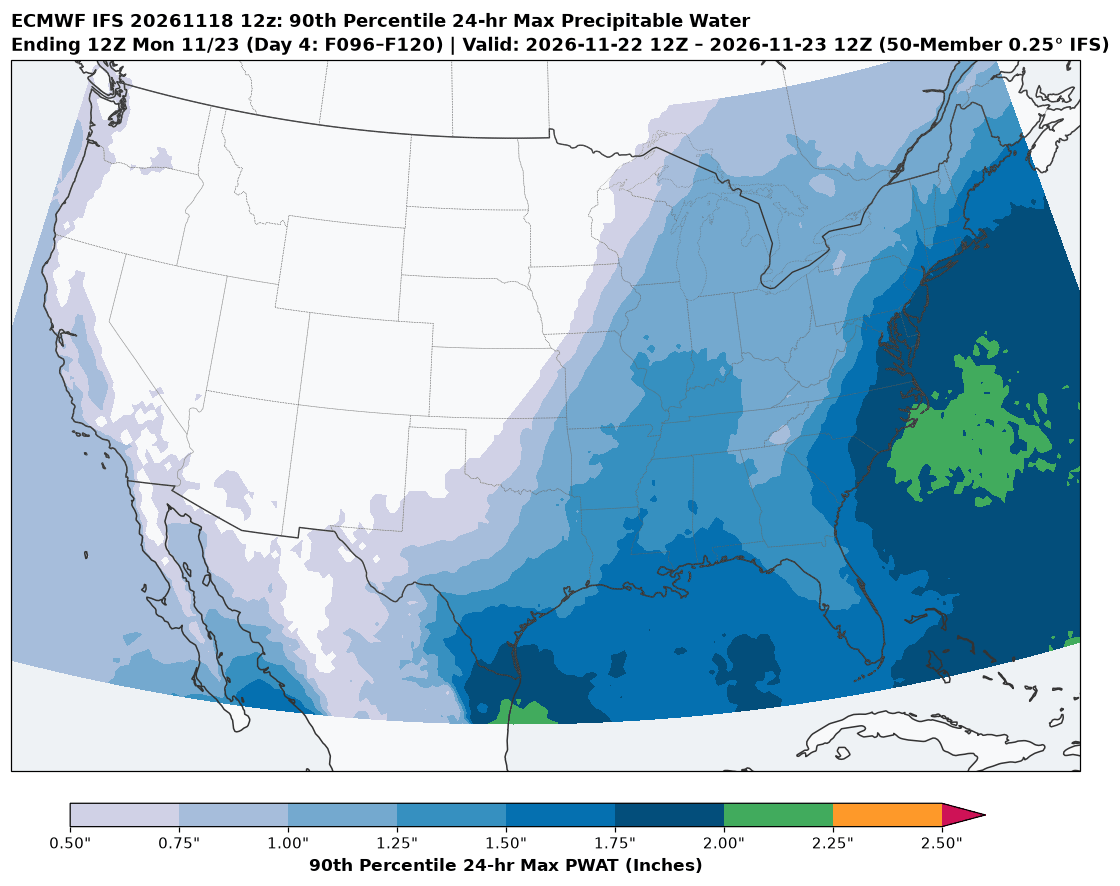 ECMWF IFS 20261118 12z: 90th Percentile 24-hr Max Precipitable Water
Ending 12Z Mon 11/23 (Day 4: F096–F120) | Valid: 2026-11-22 12Z – 2026-11-23 12Z (50-Member 0.25° IFS)
0.50" 0.75" 1.00" 1.25" 1.50" 1.75" 2.00" 2.25" 2.50"
90th Percentile 24-hr Max PWAT (Inches)